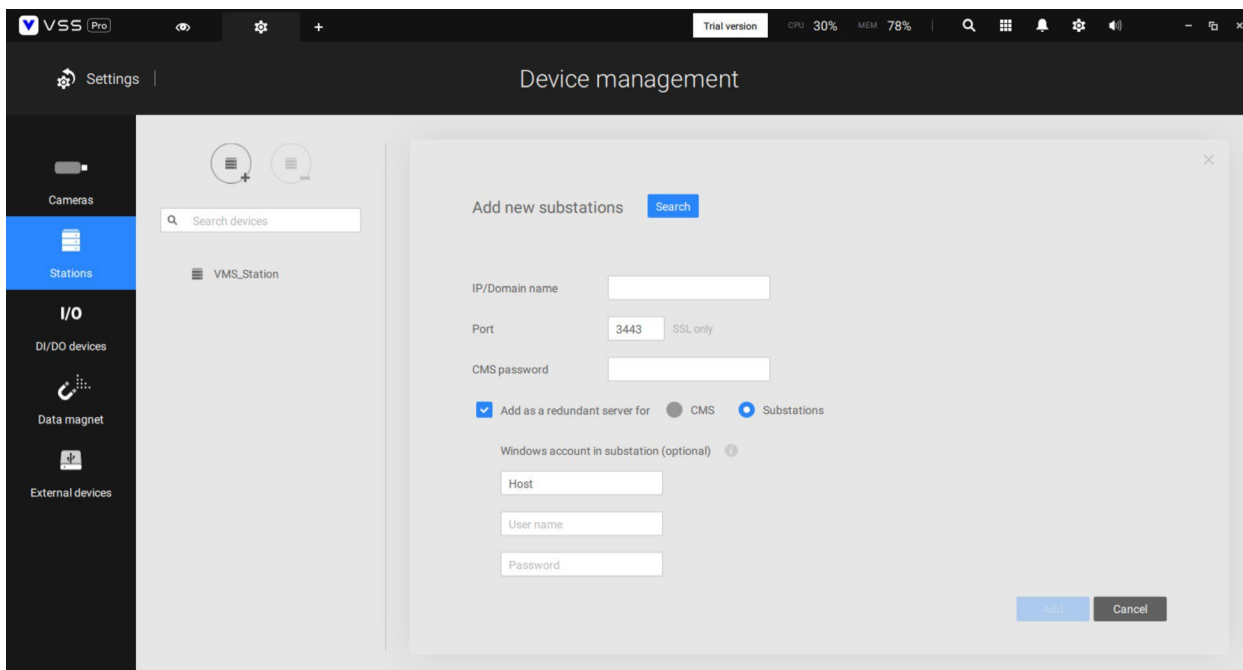 VSS Pro
Trial version
CPU 30% MEM 78%
Settings
Device management
Cameras
Stations
I/O
DI/DO devices
Data magnet
External devices
Search devices
VMS_Station
Add new substations Search
IP/Domain name
Port 3443 SSL only
CMS password
Add as a redundant server for CMS Substations
Windows account in substation (optional)
Host
User name
Password
Add Cancel